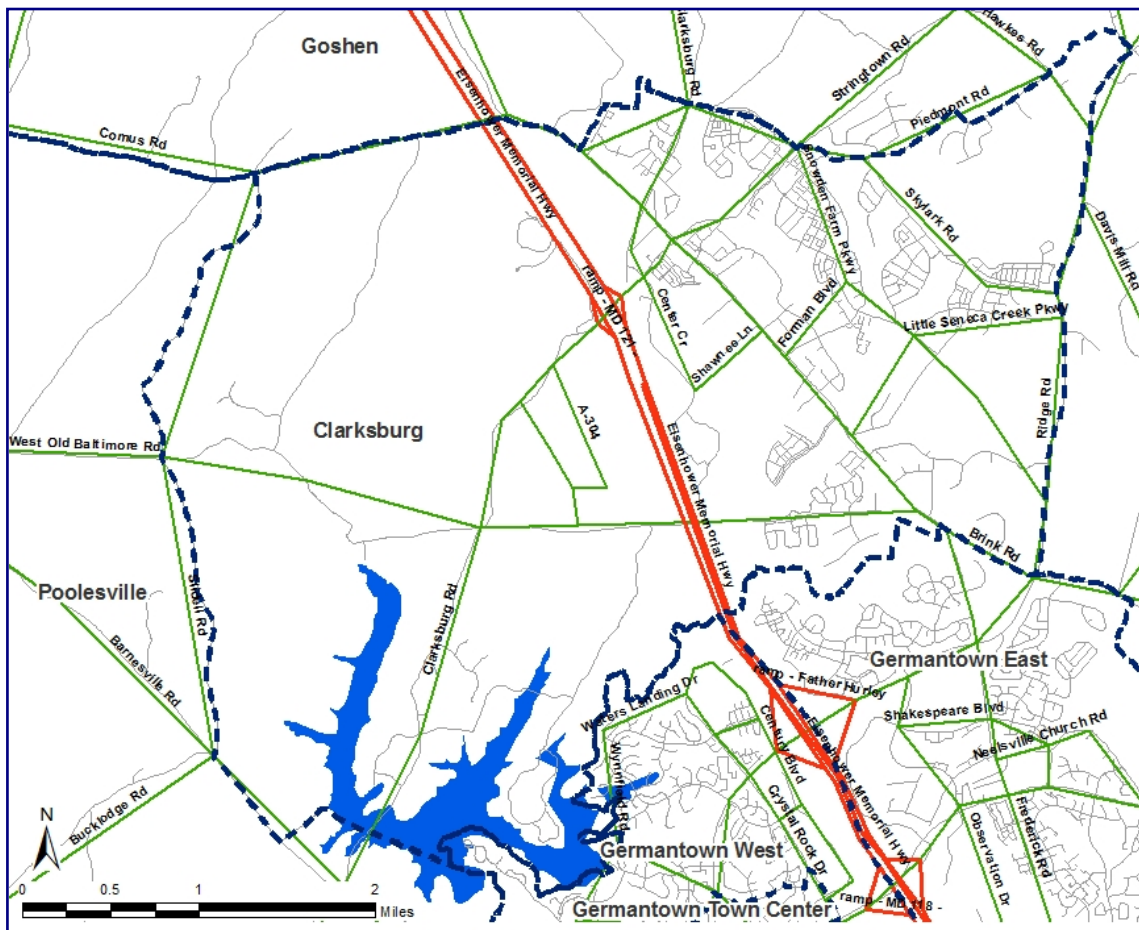 Goshen
Eisenhower Memorial Hwy
Clarksburg Rd
Stringtown Rd
Hawkes Rd
Piedmont Rd
Comus Rd
Snowden Farm Pkwy
Skylark Rd
Davis Mill Rd
ramp - MD 121 -
Center Cr
Shawnee Ln
Forman Blvd
Little Seneca Creek Pkwy
Ridge Rd
Clarksburg
A-304
West Old Baltimore Rd
Eisenhower Memorial Hwy
Brink Rd
Poolesville
Slidell Rd
Barnesville Rd
Clarksburg Rd
Germantown East
ramp - Father Hurley
Waters Landing Dr
Shakespeare Blvd
Neelsville Church Rd
Century Blvd
Eisenhower Memorial Hwy
Wynnfield Rd
Crystal Rock Dr
Bucklodge Rd
Observation Dr
Frederick Rd
Germantown West
Germantown Town Center
ramp - MD 118 -
N
0 0.5 1 2
Miles